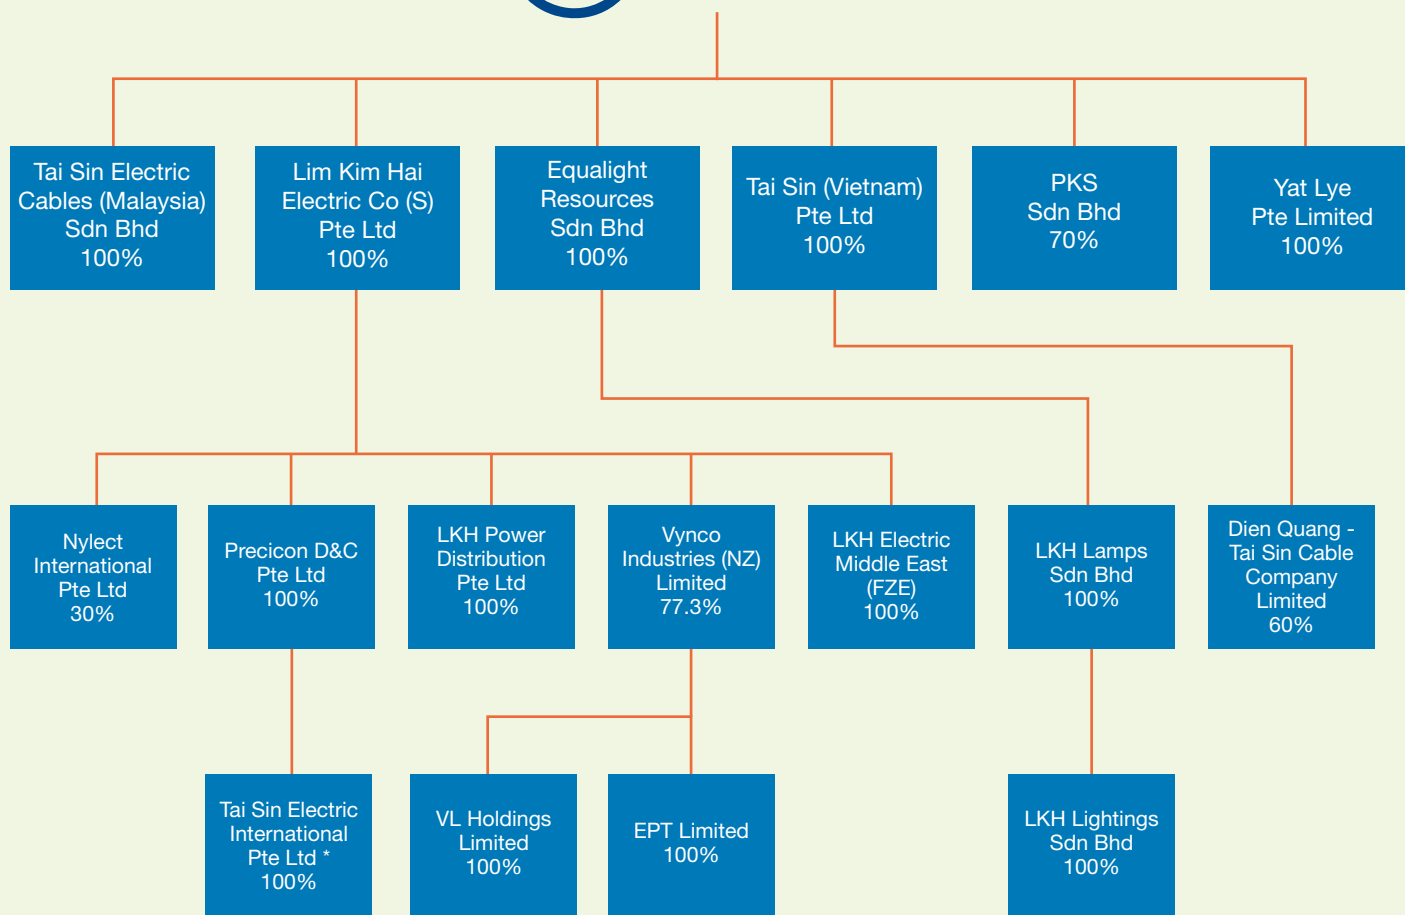 Tai Sin Electric
Cables (Malaysia)
Sdn Bhd
100%
Lim Kim Hai
Electric Co (S)
Pte Ltd
100%
Equalight
Resources
Sdn Bhd
100%
Tai Sin (Vietnam)
Pte Ltd
100%
PKS
Sdn Bhd
70%
Yat Lye
Pte Limited
100%
Nylect
International
Pte Ltd
30%
Precicon D&C
Pte Ltd
100%
LKH Power
Distribution
Pte Ltd
100%
Vynco
Industries (NZ)
Limited
77.3%
LKH Electric
Middle East
(FZE)
100%
LKH Lamps
Sdn Bhd
100%
Dien Quang -
Tai Sin Cable
Company
Limited
60%
Tai Sin Electric
International
Pte Ltd *
100%
VL Holdings
Limited
100%
EPT Limited
100%
LKH Lightings
Sdn Bhd
100%